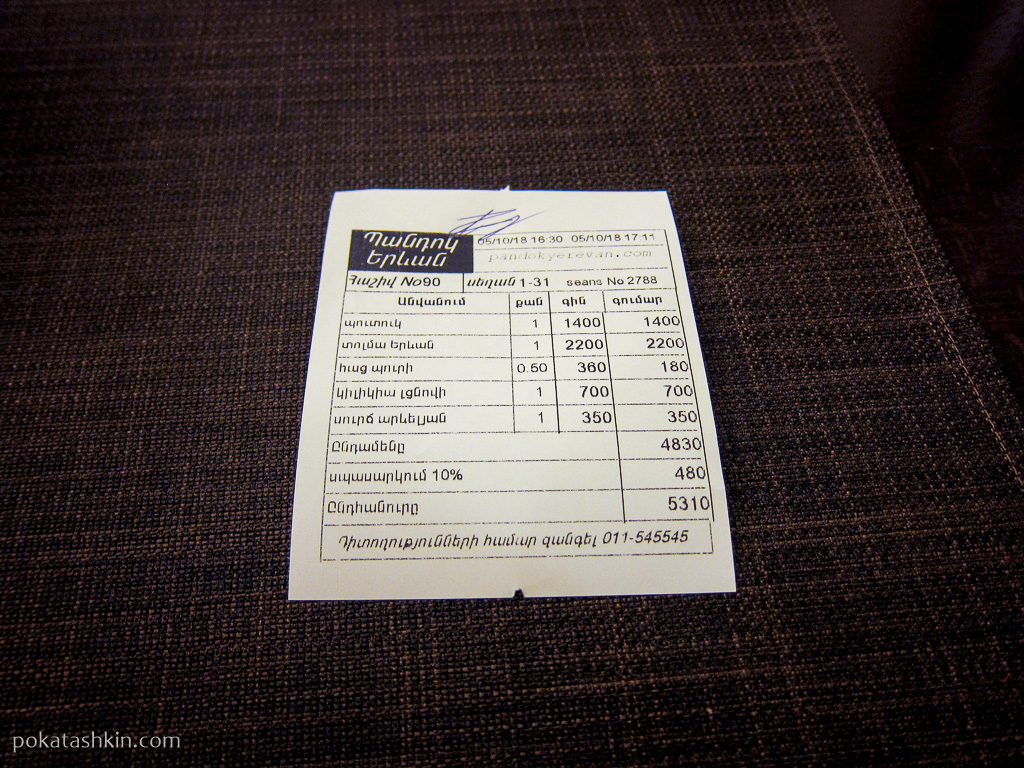 Պանդոկ
Երևան
05/10/18 16:30 05/10/18 17:11
pandokyerevan.com
Հաշիվ No90 սեղան 1-31 seans No 2788
Անվանում քան գին գումար
պուտուկ 1 1400 1400
տոլմա երևան 1 2200 2200
հաց պուրի 0.50 360 180
կիլիկիա լցնովի 1 700 700
սուրճ արևելյան 1 350 350
Ընդամենը 4830
սպասարկում 10% 480
Ընդհանուրը 5310
Դիտողությունների համար զանգել 011-545545
pokatashkin.com